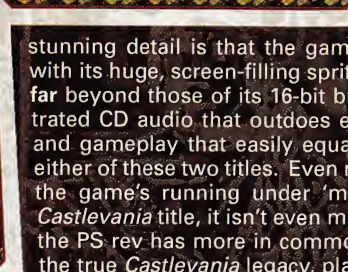 stunning detail is that the gam
with its huge, screen-filling sprit
far beyond those of its 16-bit b
trated CD audio that outdoes e
and gameplay that easily equa
either of these two titles. Even
the game's running under 'm
Castlevania title, it isn't even m
the PS rev has more in commo
the true Castlevania legacy, pla